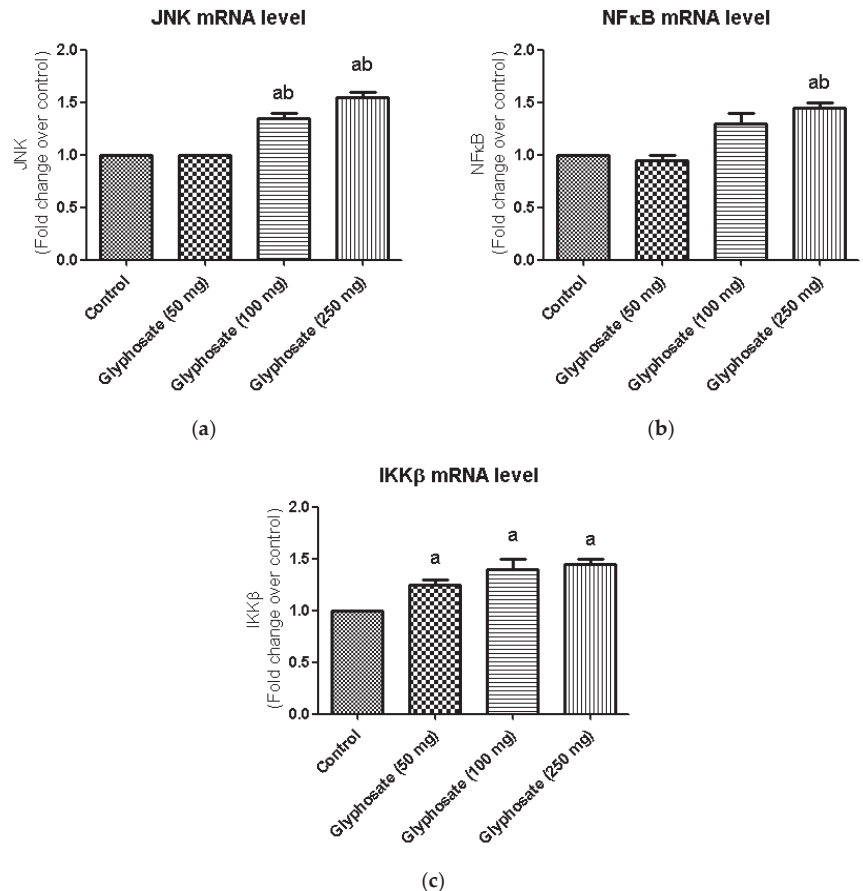 JNK mRNA level
JNK
(Fold change over control)
2.0
1.5
1.0
0.5
0.0
ab
ab
Control
Glyphosate (50 mg)
Glyphosate (100 mg)
Glyphosate (250 mg)
(a)
NFκB mRNA level
NFκB
(Fold change over control)
2.0
1.5
1.0
0.5
0.0
ab
Control
Glyphosate (50 mg)
Glyphosate (100 mg)
Glyphosate (250 mg)
(b)
IKKβ mRNA level
IKKβ
(Fold change over control)
2.0
1.5
1.0
0.5
0.0
a
a
a
Control
Glyphosate (50 mg)
Glyphosate (100 mg)
Glyphosate (250 mg)
(c)